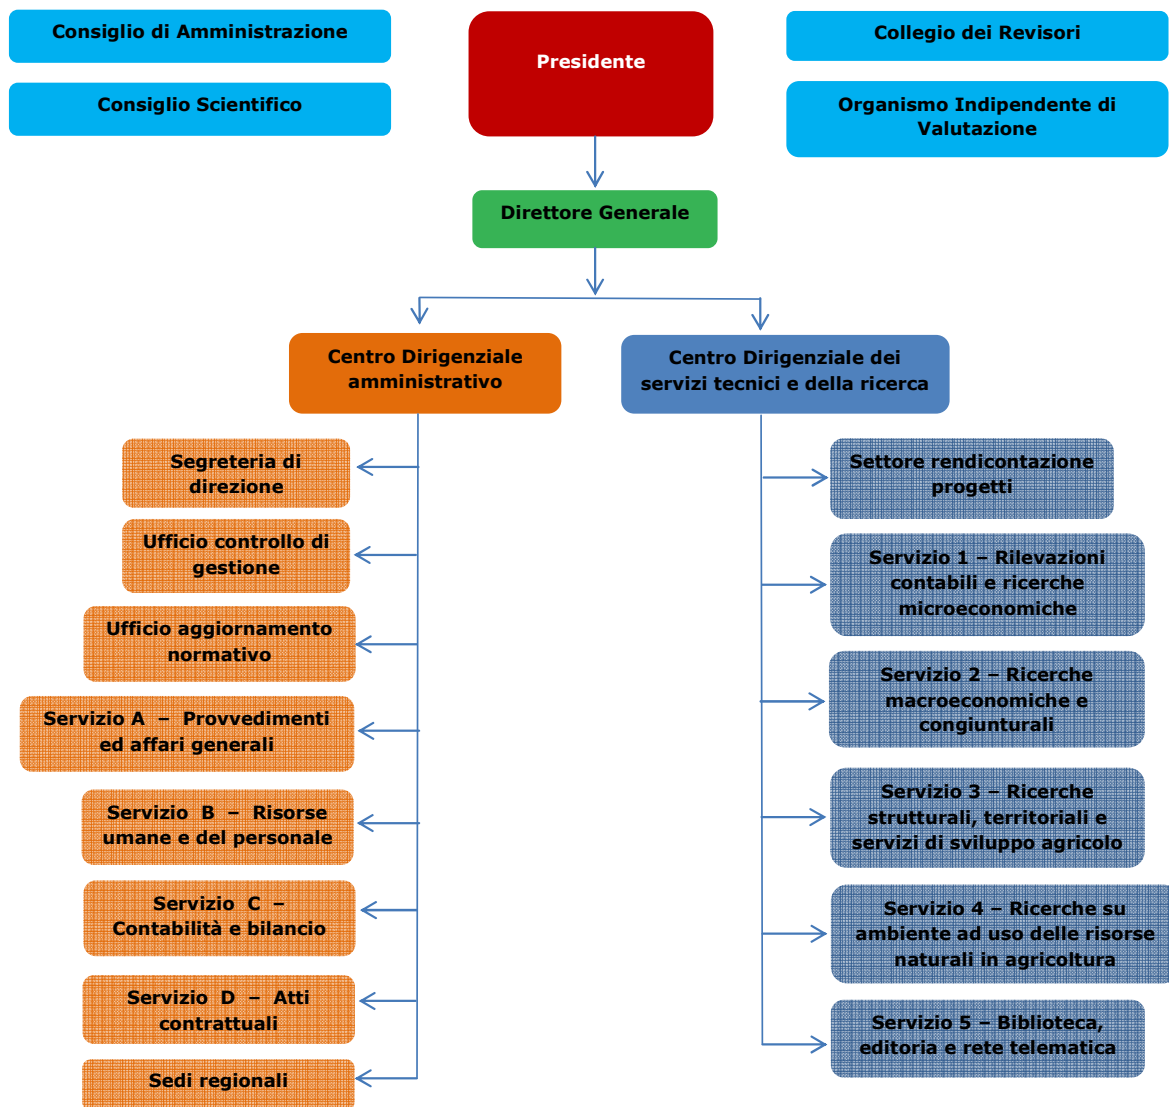 Consiglio di Amministrazione
Consiglio Scientifico
Presidente
Collegio dei Revisori
Organismo Indipendente di
Valutazione
Direttore Generale
Centro Dirigenziale
amministrativo
Centro Dirigenziale dei
servizi tecnici e della ricerca
Segreteria di
direzione
Ufficio controllo di
gestione
Ufficio aggiornamento
normativo
Servizio A – Provvedimenti
ed affari generali
Servizio B – Risorse
umane e del personale
Servizio C –
Contabilità e bilancio
Servizio D – Atti
contrattuali
Sedi regionali
Settore rendicontazione
progetti
Servizio 1 – Rilevazioni
contabili e ricerche
microeconomiche
Servizio 2 – Ricerche
macroeconomiche e
congiunturali
Servizio 3 – Ricerche
strutturali, territoriali e
servizi di sviluppo agricolo
Servizio 4 – Ricerche su
ambiente ad uso delle risorse
naturali in agricoltura
Servizio 5 – Biblioteca,
editoria e rete telematica